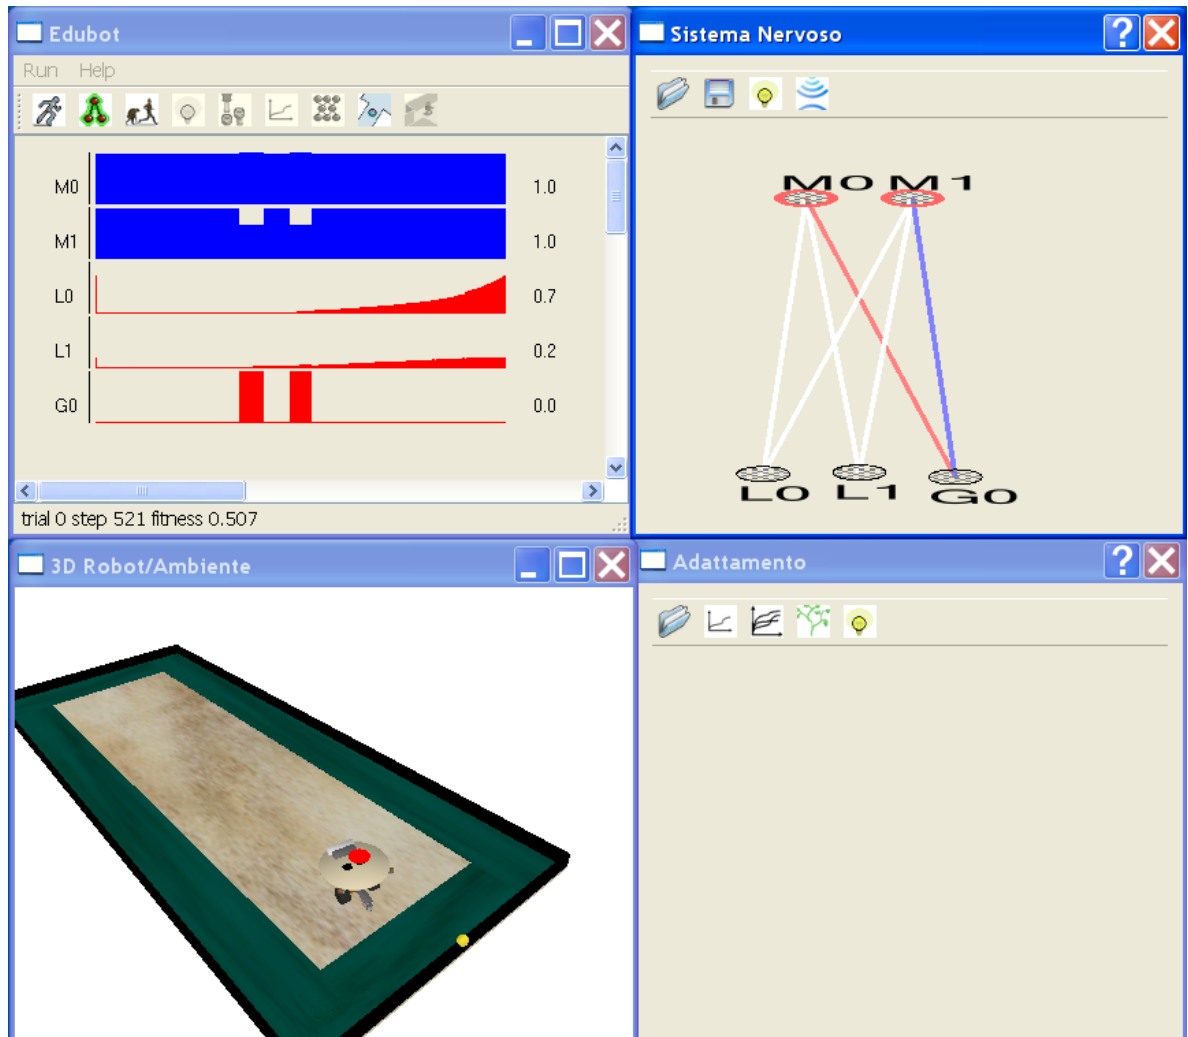 Edubot
Run Help
M0 1.0
M1 1.0
L0 0.7
L1 0.2
G0 0.0
trial 0 step 521 fitness 0.507
Sistema Nervoso
M0 M1
L0 L1 G0
3D Robot/Ambiente
Adattamento